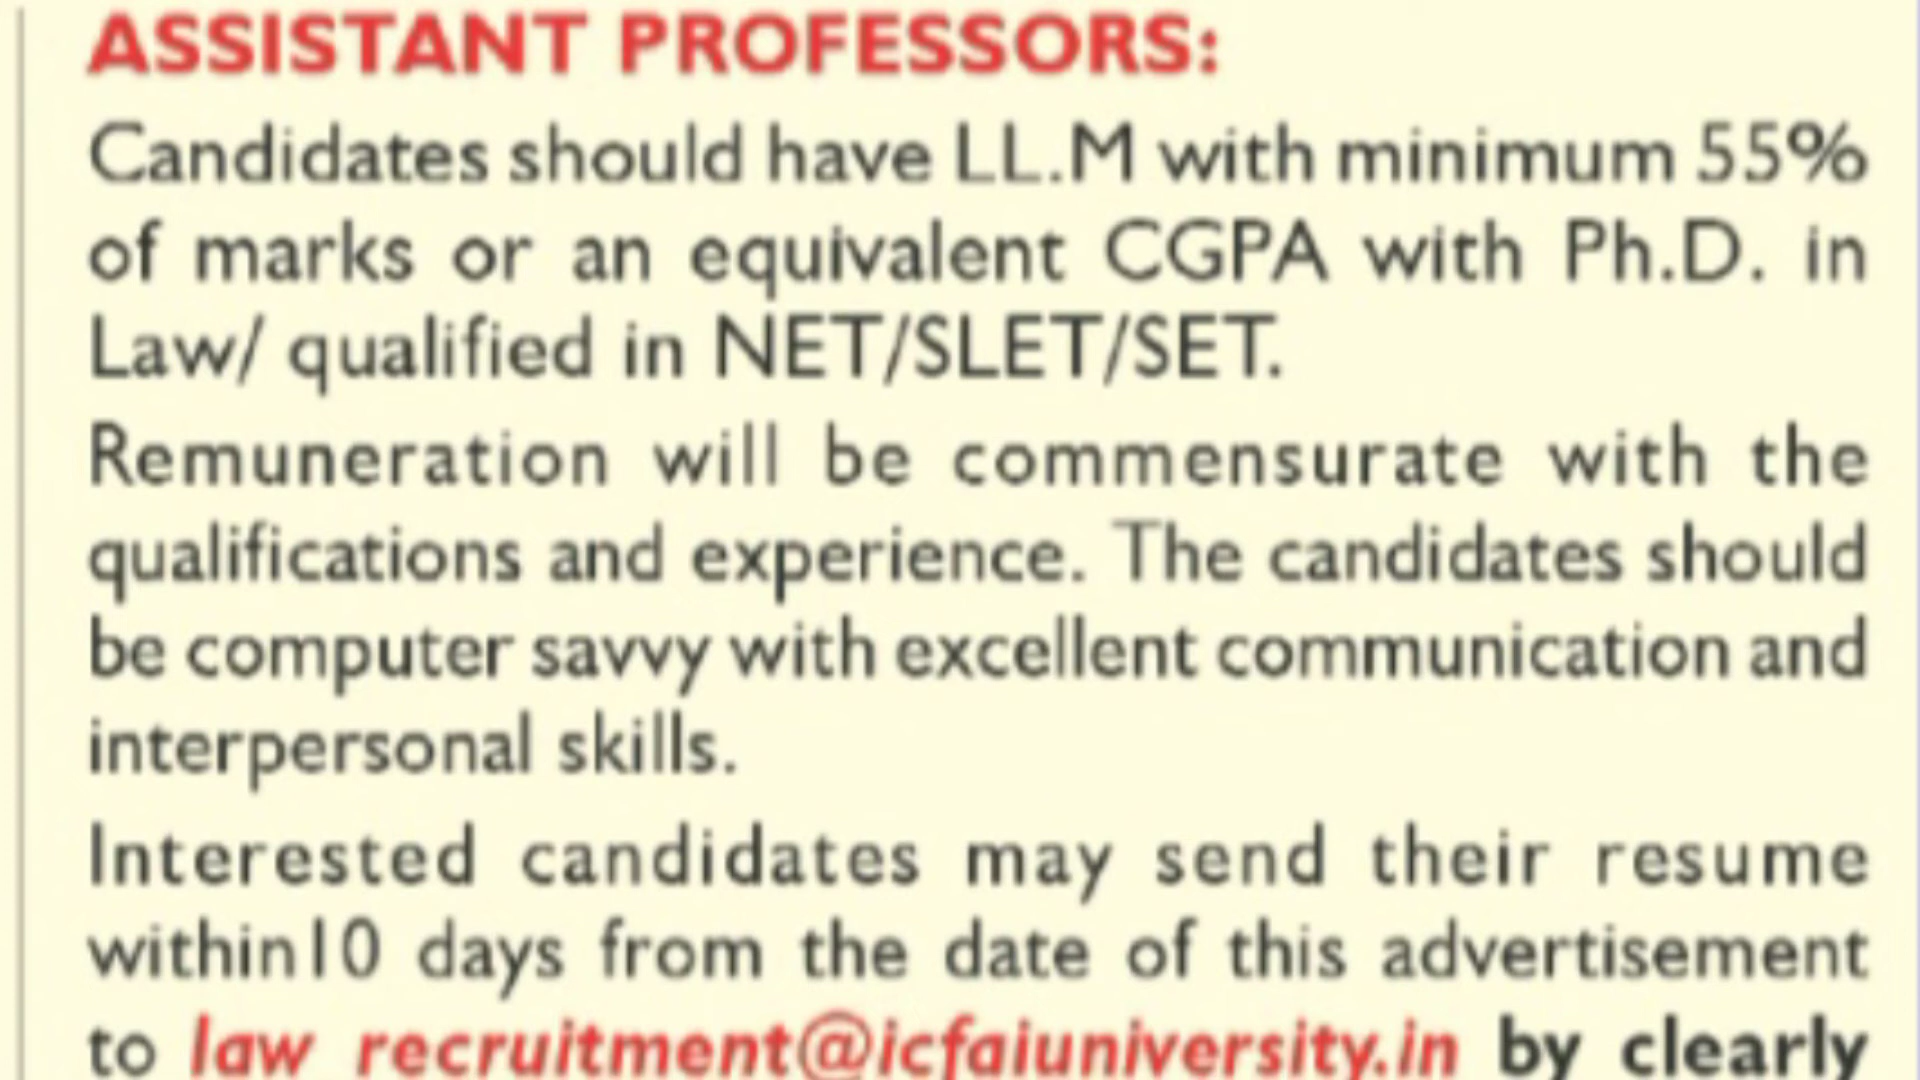 ASSISTANT PROFESSORS:
Candidates should have LL.M with minimum 55%
of marks or an equivalent CGPA with Ph.D. in
Law/ qualified in NET/SLET/SET.
Remuneration will be commensurate with the
qualifications and experience. The candidates should
be computer savvy with excellent communication and
interpersonal skills.
Interested candidates may send their resume
within10 days from the date of this advertisement
to law recruitment@icfaiuniversity.in by clearly